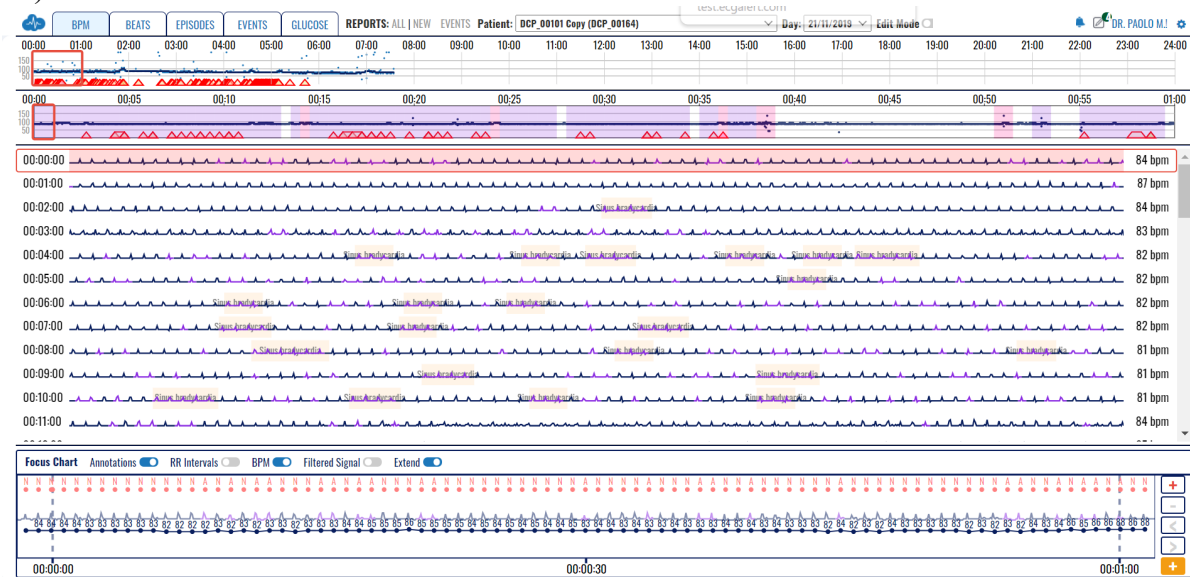 test.ecgalert.com
BPM BEATS EPISODES EVENTS GLUCOSE REPORTS: ALL | NEW EVENTS Patient: DCP_00101 Copy (DCP_00164) Day: 21/11/2019 Edit Mode DR. PAOLO M.!
00:00 01:00 02:00 03:00 04:00 05:00 06:00 07:00 08:00 09:00 10:00 11:00 12:00 13:00 14:00 15:00 16:00 17:00 18:00 19:00 20:00 21:00 22:00 23:00 24:00
150
100
50
00:00 00:05 00:10 00:15 00:20 00:25 00:30 00:35 00:40 00:45 00:50 00:55 01:00
150
100
50
00:00:00 84 bpm
00:01:00 87 bpm
00:02:00 Sinus bradycardia 84 bpm
00:03:00 83 bpm
00:04:00 Sinus bradycardia Sinus bradycardia Sinus bradycardia Sinus bradycardia Sinus bradycardia Sinus bradycardia 82 bpm
00:05:00 Sinus bradycardia 82 bpm
00:06:00 Sinus bradycardia Sinus bradycardia Sinus bradycardia 82 bpm
00:07:00 Sinus bradycardia Sinus bradycardia Sinus bradycardia 82 bpm
00:08:00 Sinus bradycardia Sinus bradycardia Sinus bradycardia 81 bpm
00:09:00 Sinus bradycardia Sinus bradycardia 81 bpm
00:10:00 Sinus bradycardia Sinus bradycardia Sinus bradycardia Sinus bradycardia 81 bpm
00:11:00 84 bpm
Focus Chart Annotations RR Intervals BPM Filtered Signal Extend
00:00:00 00:00:30 00:01:00